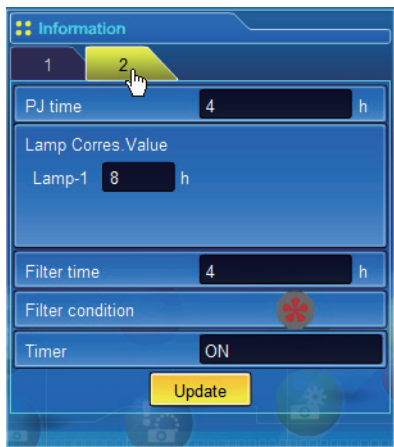 Information
1 2
PJ time 4 h
Lamp Corres.Value
Lamp-1 8 h
Filter time 4 h
Filter condition
Timer ON
Update